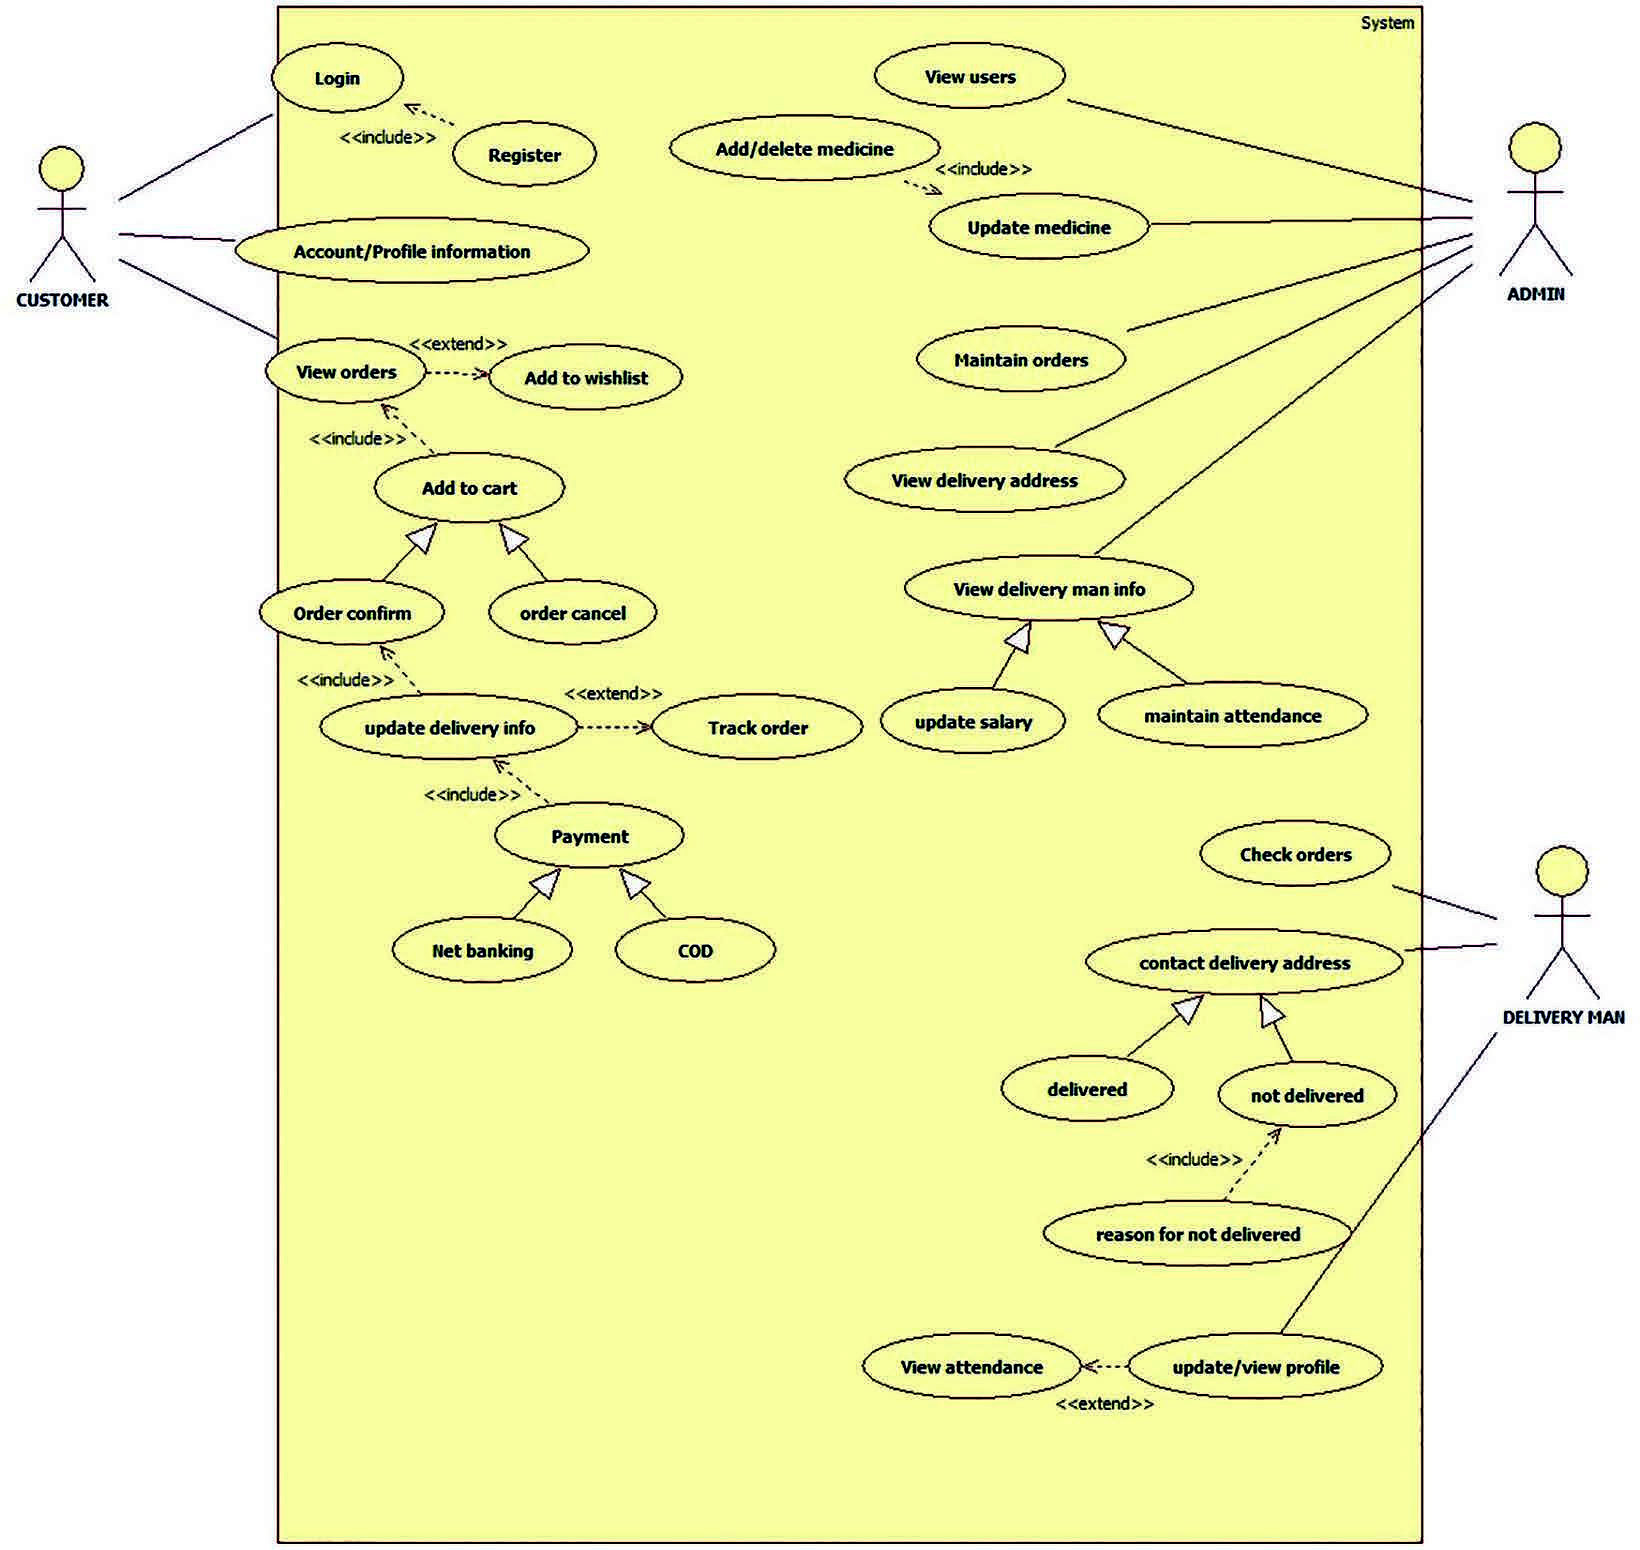 System
Login
<<include>>
Register
CUSTOMER
Account/Profile information
View orders
<<extend>>
Add to wishlist
<<include>>
Add to cart
Order confirm
order cancel
<<include>>
update delivery info
<<extend>>
Track order
<<include>>
Payment
Net banking
COD
View users
Add/delete medicine
<<include>>
Update medicine
ADMIN
Maintain orders
View delivery address
View delivery man info
update salary
maintain attendance
Check orders
contact delivery address
DELIVERY MAN
delivered
not delivered
<<include>>
reason for not delivered
View attendance
update/view profile
<<extend>>